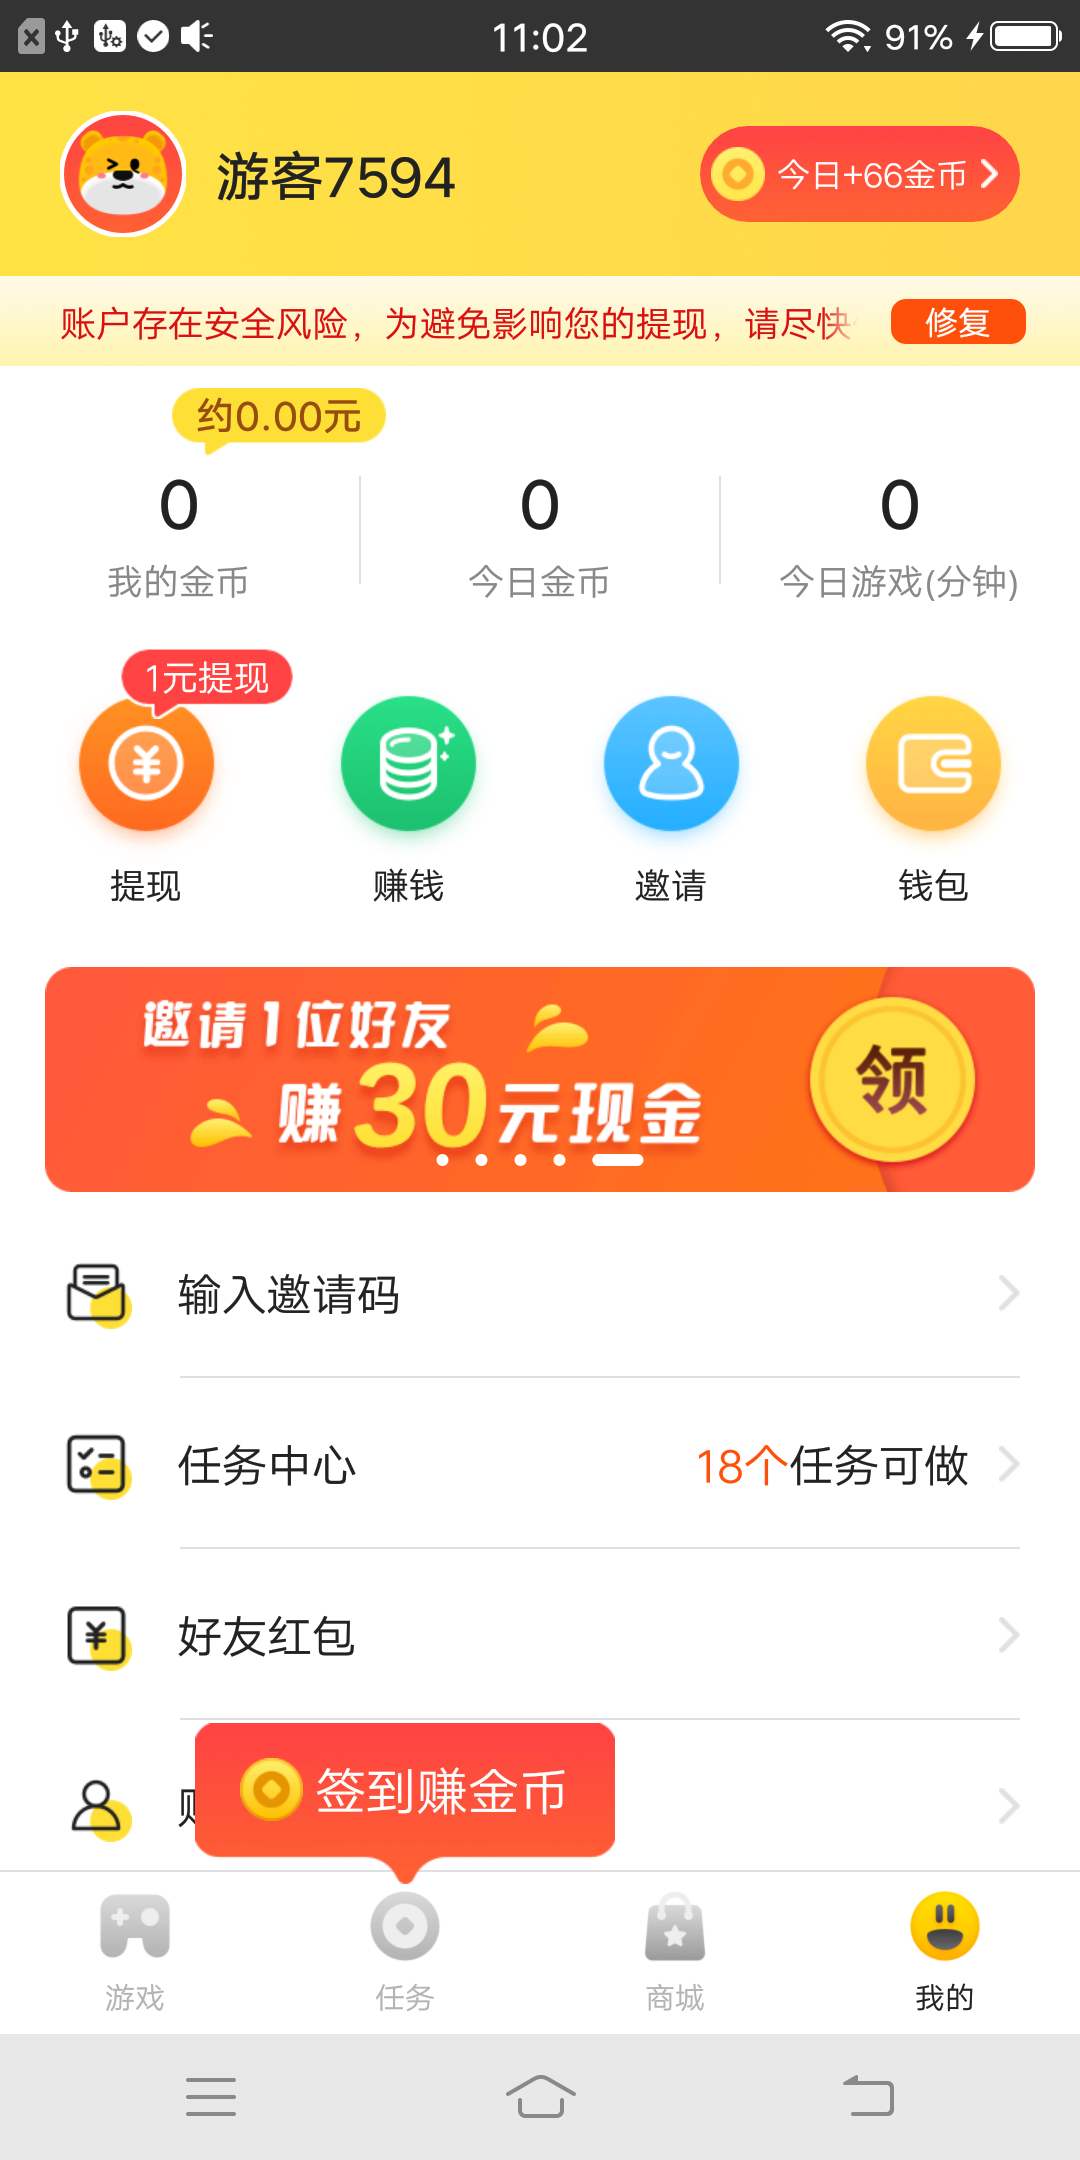 11:02
91%
游客7594
今日+66金币
账户存在安全风险，为避免影响您的提现，请尽快
修复
约0.00元
0
0
0
我的金币
今日金币
今日游戏(分钟)
1元提现
提现
赚钱
邀请
钱包
邀请1位好友
赚30元现金
领
输入邀请码
任务中心
18个任务可做
好友红包
签到赚金币
游戏
任务
商城
我的